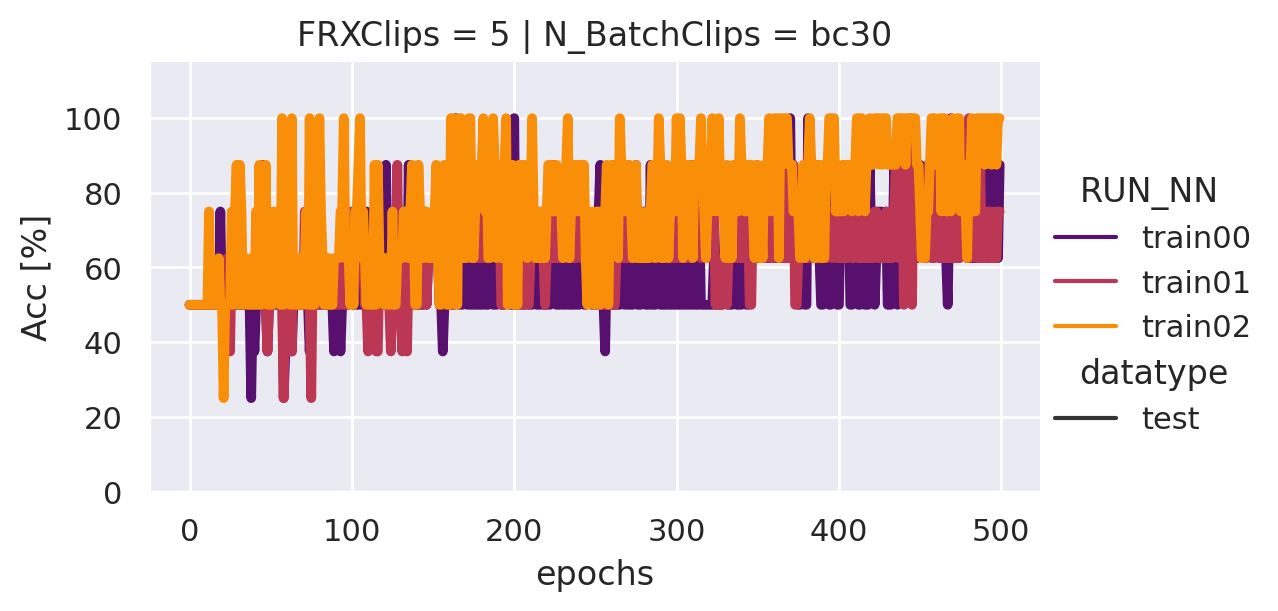 FRXClips = 5 | N_BatchClips = bc30
100
80
60
40
20
0
Acc [%]
0 100 200 300 400 500
epochs
RUN_NN
train00
train01
train02
datatype
test